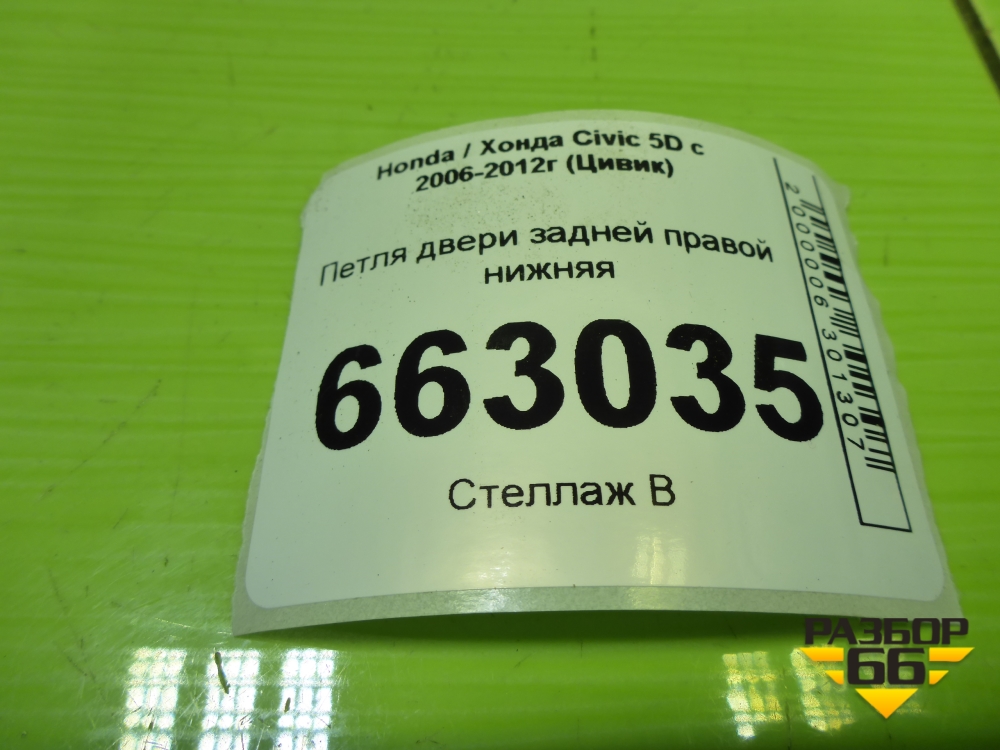 Honda / Хонда Civic 5D с
2006-2012г (Цивик)
Петля двери задней правой
нижняя
663035
Стеллаж В
2000006301307
РАЗБОР
66